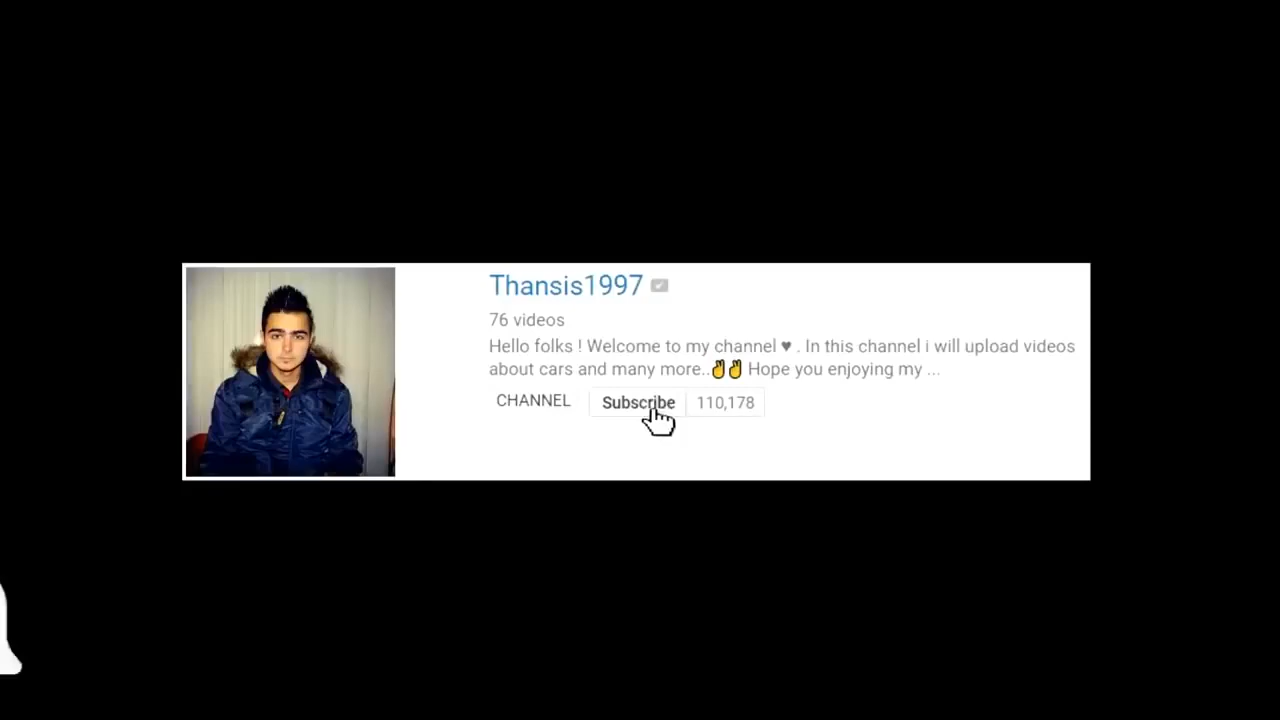 Thansis1997
76 videos
Hello folks ! Welcome to my channel ♥ . In this channel i will upload videos
about cars and many more..✌✌ Hope you enjoying my ...
CHANNEL Subscribe 110,178